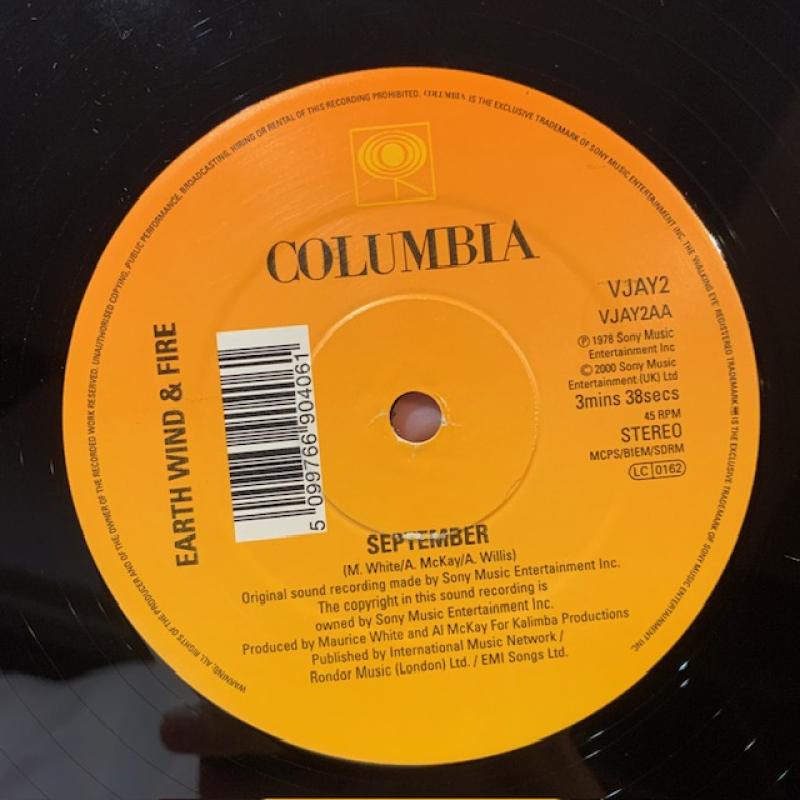 WARNING, ALL RIGHTS OF THE PRODUCER AND OF THE OWNER OF THE RECORDED WORK RESERVED. UNAUTHORISED COPYING, PUBLIC PERFORMANCE, BROADCASTING, HIRING OR RENTAL OF THIS RECORDING PROHIBITED. COLUMBIA IS THE EXCLUSIVE TRADEMARK OF SONY MUSIC ENTERTAINMENT INC. THE 'WALKING EYE' REGISTERED TRADEMARK IS THE EXCLUSIVE TRADEMARK OF SONY MUSIC ENTERTAINMENT INC.
COLUMBIA
EARTH WIND & FIRE
5 099766 904061
VJAY2
VJAY2AA
℗ 1978 Sony Music
Entertainment Inc
© 2000 Sony Music
Entertainment (UK) Ltd
3mins 38secs
45 RPM
STEREO
MCPS/BIEM/SDRM
LC 0162
SEPTEMBER
(M. White/A. McKay/A. Willis)
Original sound recording made by Sony Music Entertainment Inc.
The copyright in this sound recording is
owned by Sony Music Entertainment Inc.
Produced by Maurice White and Al McKay For Kalimba Productions
Published by International Music Network /
Rondor Music (London) Ltd. / EMI Songs Ltd.